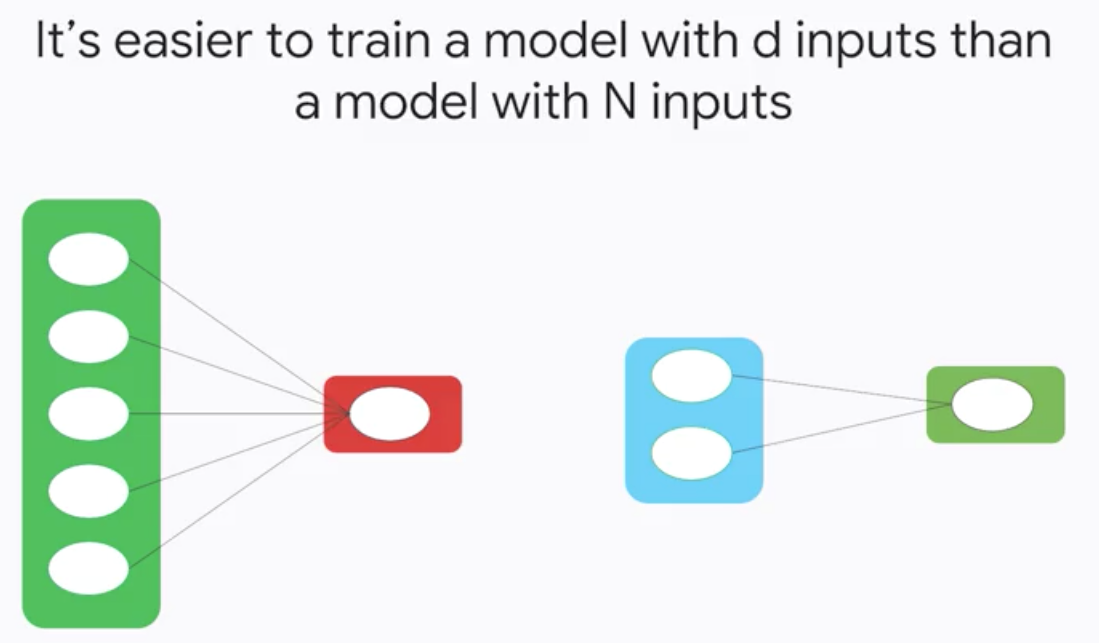 It’s easier to train a model with d inputs than
a model with N inputs